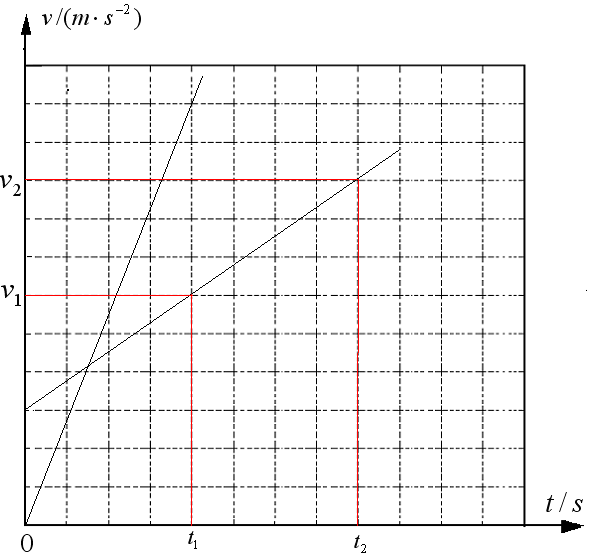 v/(m·s⁻²)
v₂
v₁
t/s
0
t₁
t₂